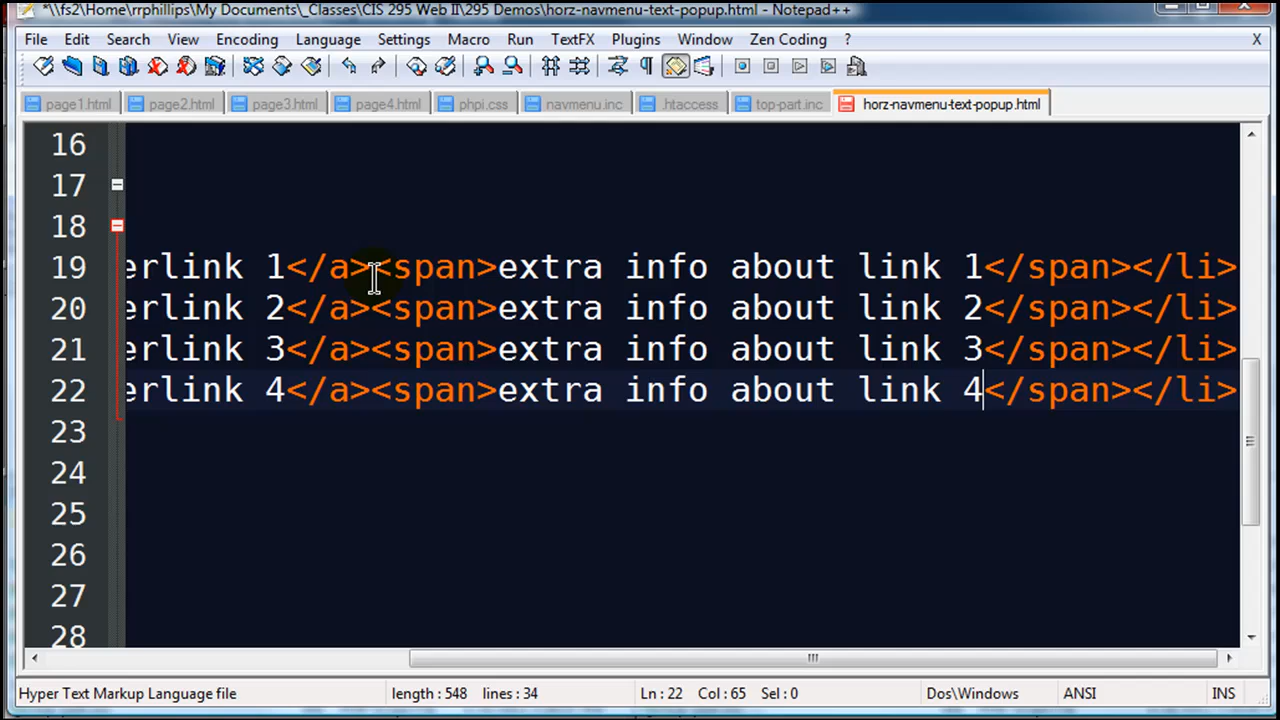 *\\fs2\Home\rrphillips\My Documents\_Classes\CIS 295 Web II\295 Demos\horz-navmenu-text-popup.html - Notepad++
File Edit Search View Encoding Language Settings Macro Run TextFX Plugins Window Zen Coding ? X
page1.html page2.html page3.html page4.html phpi.css navmenu.inc .htaccess top-part.inc horz-navmenu-text-popup.html
16
17
18
19 erlink 1</a><span>extra info about link 1</span></li>
20 erlink 2</a><span>extra info about link 2</span></li>
21 erlink 3</a><span>extra info about link 3</span></li>
22 erlink 4</a><span>extra info about link 4</span></li>
23
24
25
26
27
28
Hyper Text Markup Language file length : 548 lines : 34 Ln : 22 Col : 65 Sel : 0 Dos\Windows ANSI INS